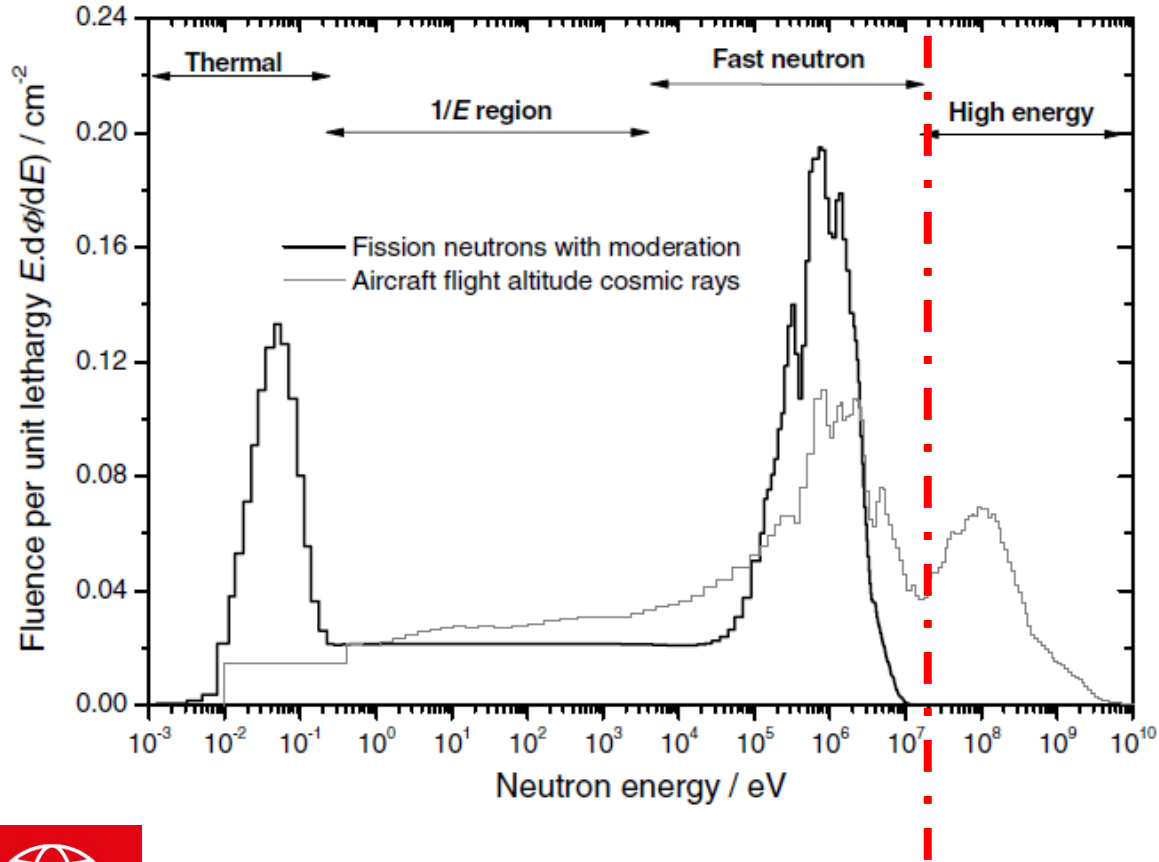 0.24
0.20
0.16
0.12
0.08
0.04
0.00
Fluence per unit lethargy E.dΦ/dE) / cm⁻²
Thermal
1/E region
Fast neutron
High energy
Fission neutrons with moderation
Aircraft flight altitude cosmic rays
10⁻³ 10⁻² 10⁻¹ 10⁰ 10¹ 10² 10³ 10⁴ 10⁵ 10⁶ 10⁷ 10⁸ 10⁹ 10¹⁰
Neutron energy / eV